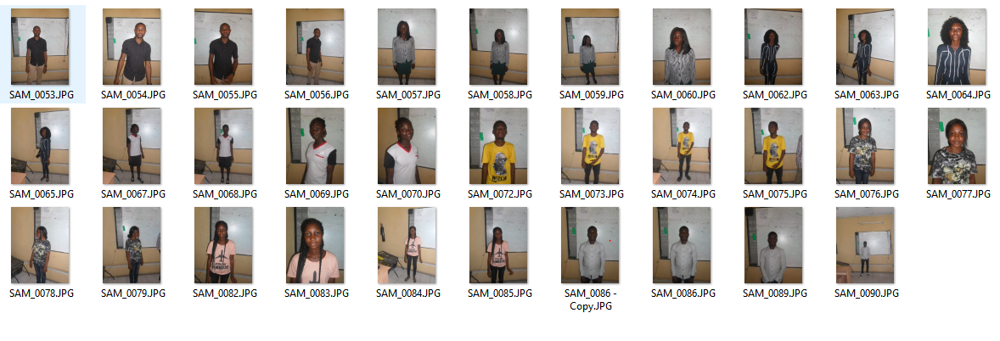 SAM_0053.JPG
SAM_0054.JPG
SAM_0055.JPG
SAM_0056.JPG
SAM_0057.JPG
SAM_0058.JPG
SAM_0059.JPG
SAM_0060.JPG
SAM_0062.JPG
SAM_0063.JPG
SAM_0064.JPG
SAM_0065.JPG
SAM_0067.JPG
SAM_0068.JPG
SAM_0069.JPG
SAM_0070.JPG
SAM_0072.JPG
SAM_0073.JPG
SAM_0074.JPG
SAM_0075.JPG
SAM_0076.JPG
SAM_0077.JPG
SAM_0078.JPG
SAM_0079.JPG
SAM_0082.JPG
SAM_0083.JPG
SAM_0084.JPG
SAM_0085.JPG
SAM_0086 -
Copy.JPG
SAM_0086.JPG
SAM_0089.JPG
SAM_0090.JPG